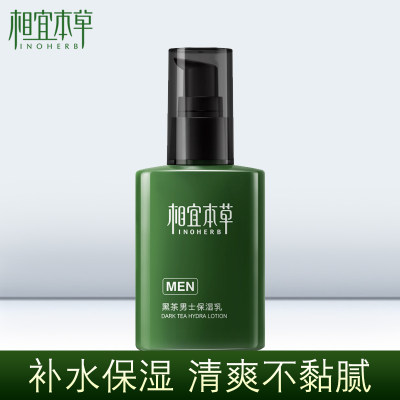 相宜本草
INOHERB
相宜本草
INOHERB
MEN
黑茶男士保湿乳
DARK TEA HYDRA LOTION
补水保湿 清爽不黏腻